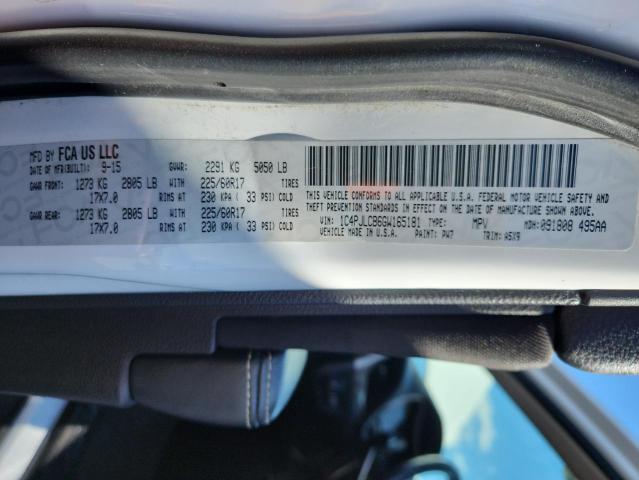 MFD BY FCA US LLC
DATE OF MFR(BUILT): 9-15 GVWR: 2291 KG 5050 LB
GAWR FRONT: 1273 KG 2805 LB WITH 225/60R17 TIRES
17X7.0 RIMS AT 230 KPA ( 33 PSI) COLD
GAWR REAR: 1273 KG 2805 LB WITH 225/60R17 TIRES
17X7.0 RIMS AT 230 KPA ( 33 PSI) COLD
THIS VEHICLE CONFORMS TO ALL APPLICABLE U.S.A. FEDERAL MOTOR VEHICLE SAFETY AND
THEFT PREVENTION STANDARDS IN EFFECT ON THE DATE OF MANUFACTURE SHOWN ABOVE.
VIN: 1C4PJLCB6GW165181 TYPE: MPV MDH: 091808 495AA
VEHICLE MADE IN U.S.A. PAINT: PW7 TRIM: A5X9